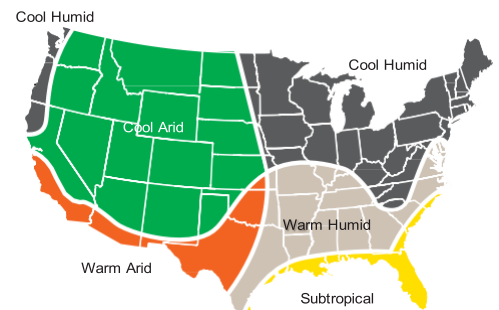 Cool Humid
Cool Humid
Cool Arid
Warm Humid
Warm Arid
Subtropical